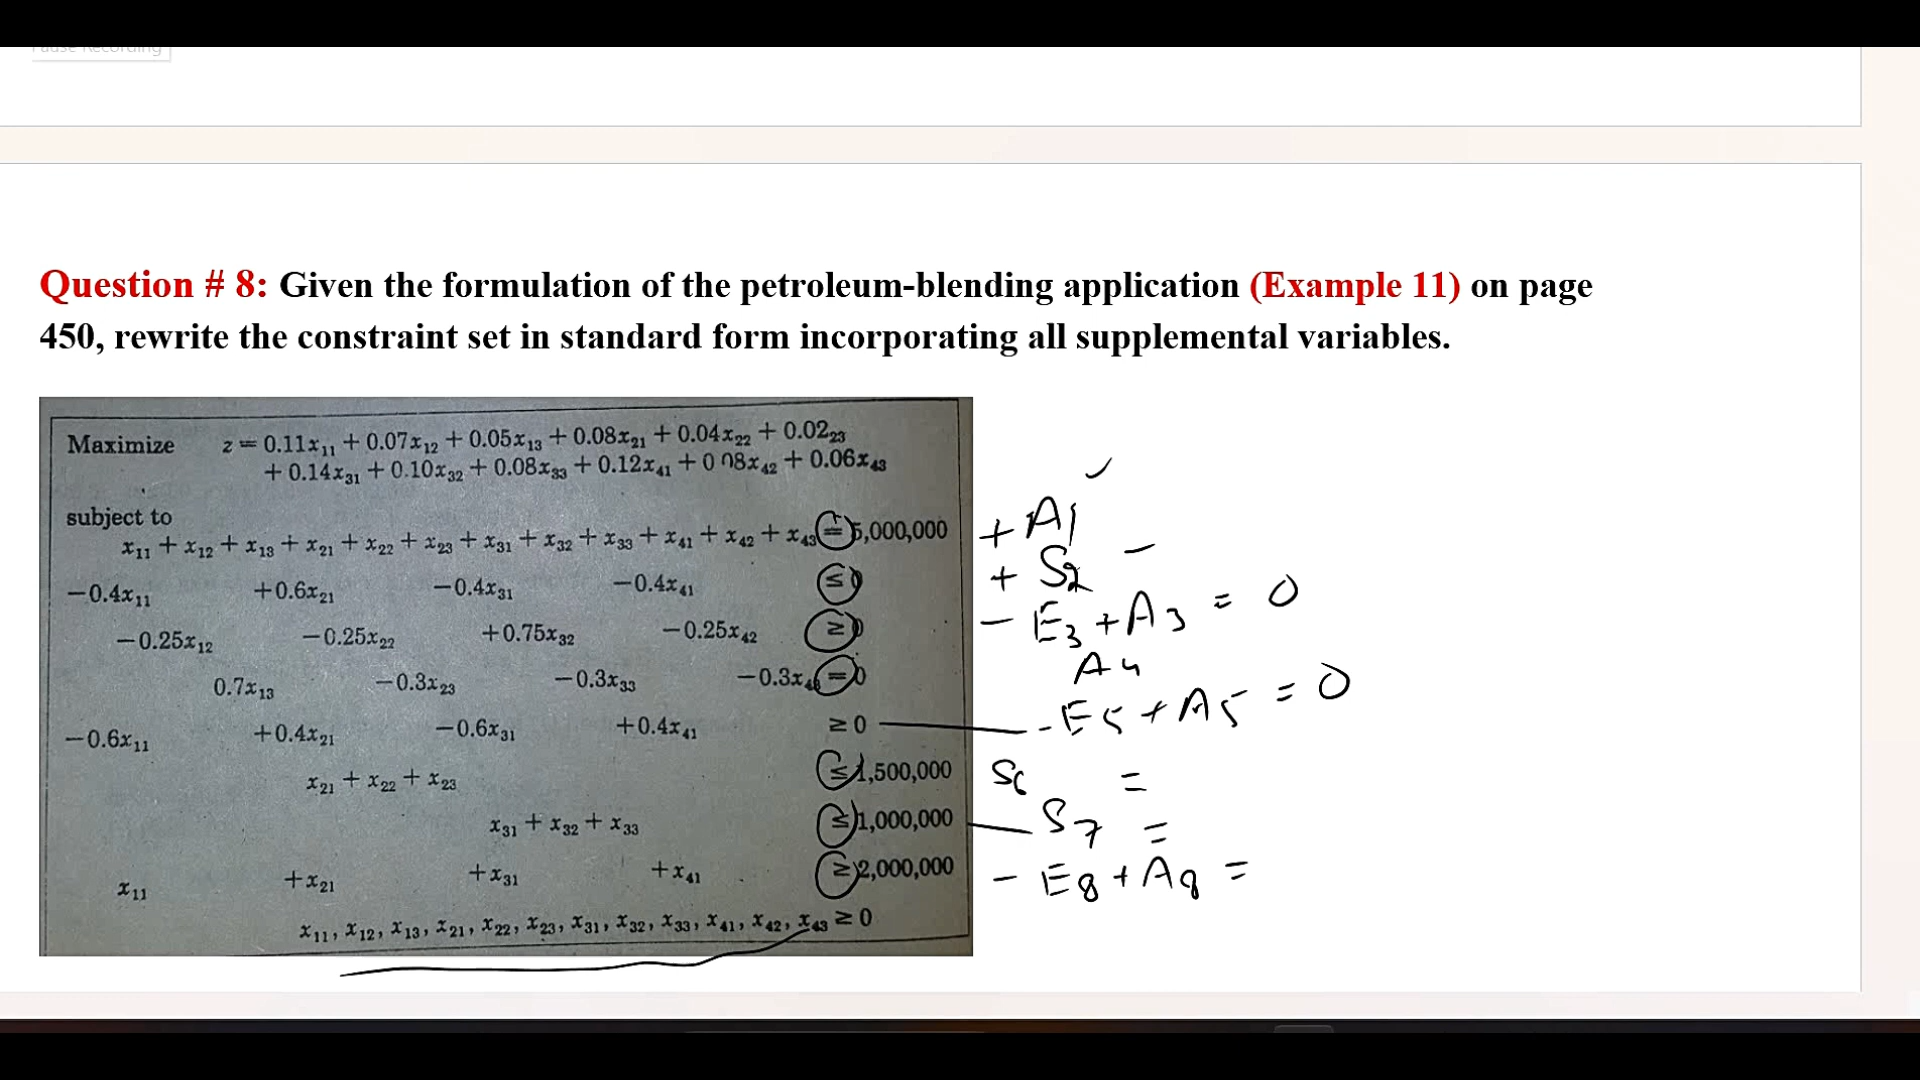 Pause Recording
Question # 8: Given the formulation of the petroleum-blending application (Example 11) on page
450, rewrite the constraint set in standard form incorporating all supplemental variables.
Maximize z = 0.11x₁₁ + 0.07x₁₂ + 0.05x₁₃ + 0.08x₂₁ + 0.04x₂₂ + 0.02₂₃
+ 0.14x₃₁ + 0.10x₃₂ + 0.08x₃₃ + 0.12x₄₁ + 0.08x₄₂ + 0.06x₄₃
subject to
x₁₁ + x₁₂ + x₁₃ + x₂₁ + x₂₂ + x₂₃ + x₃₁ + x₃₂ + x₃₃ + x₄₁ + x₄₂ + x₄₃ = 5,000,000 + A1
−0.4x₁₁ +0.6x₂₁ −0.4x₃₁ −0.4x₄₁ ≤ 0 + S2
−0.25x₁₂ −0.25x₂₂ +0.75x₃₂ −0.25x₄₂ ≥ 0 − E3 + A3 = 0
0.7x₁₃ −0.3x₂₃ −0.3x₃₃ −0.3x₄₃ = 0 A4
−0.6x₁₁ +0.4x₂₁ −0.6x₃₁ +0.4x₄₁ ≥ 0 - E5 + A5 = 0
x₂₁ + x₂₂ + x₂₃ ≤ 1,500,000 S6 =
x₃₁ + x₃₂ + x₃₃ ≤ 1,000,000 S7 =
x₁₁ +x₂₁ +x₃₁ +x₄₁ ≥ 2,000,000 − E8 + A8 =
x₁₁, x₁₂, x₁₃, x₂₁, x₂₂, x₂₃, x₃₁, x₃₂, x₃₃, x₄₁, x₄₂, x₄₃ ≥ 0